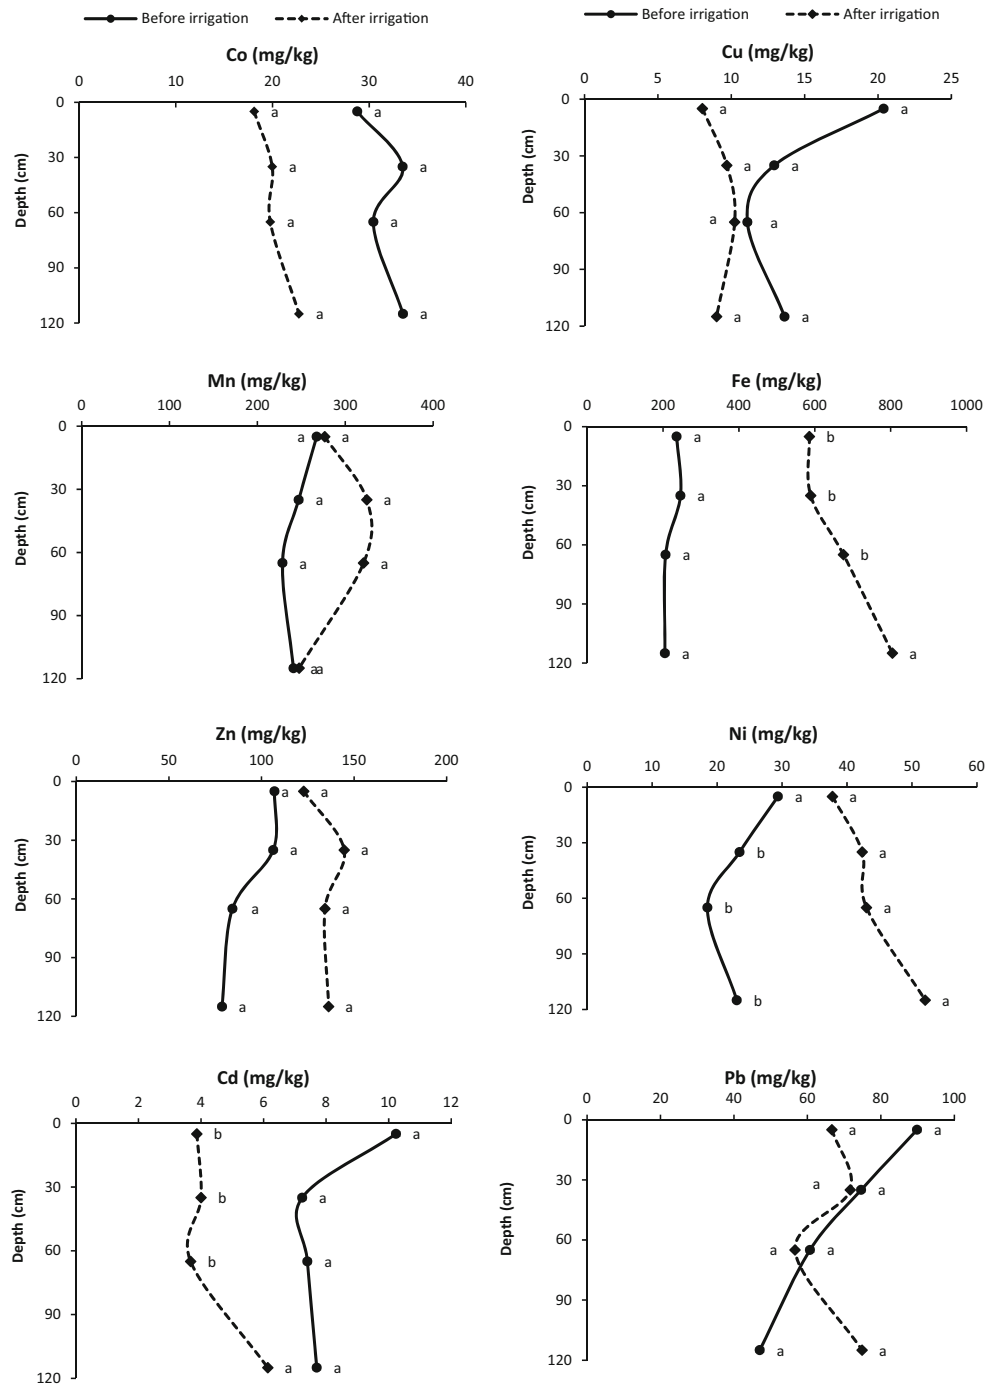 Before irrigation After irrigation
Co (mg/kg)
0 10 20 30 40
Depth (cm)
0
30
60
90
120
a a
a a
a a
a a
Before irrigation After irrigation
Cu (mg/kg)
0 5 10 15 20 25
Depth (cm)
0
30
60
90
120
a a
a a
a a
a a
Mn (mg/kg)
0 100 200 300 400
Depth (cm)
0
30
60
90
120
a a
a a
a a
aa
Fe (mg/kg)
0 200 400 600 800 1000
Depth (cm)
0
30
60
90
120
a b
a b
a b
a a
Zn (mg/kg)
0 50 100 150 200
Depth (cm)
0
30
60
90
120
a a
a a
a a
a a
Ni (mg/kg)
0 10 20 30 40 50 60
Depth (cm)
0
30
60
90
120
a a
b a
b a
b a
Cd (mg/kg)
0 2 4 6 8 10 12
Depth (cm)
0
30
60
90
120
b a
b a
b a
a a
Pb (mg/kg)
0 20 40 60 80 100
Depth (cm)
0
30
60
90
120
a a
a a
a a
a a